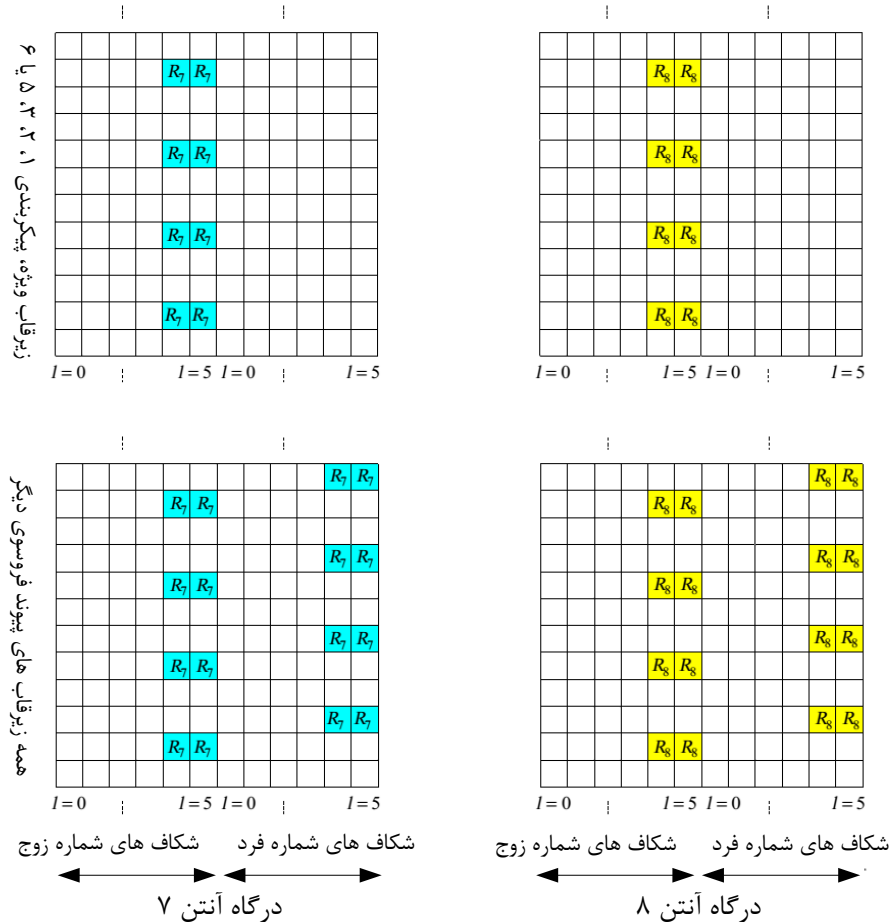 زیرقاب ویژه، پیکربندی ۱، ۲، ۳، ۵ یا ۶
R7 R7 R8 R8
R7 R7 R8 R8
R7 R7 R8 R8
R7 R7 R8 R8
l = 0 l = 5 l = 0 l = 5 l = 0 l = 5 l = 0 l = 5
همه زیرقاب های پیوند فروسوی دیگر
R7 R7 R8 R8
R7 R7 R8 R8
R7 R7 R8 R8
R7 R7 R8 R8
R7 R7 R8 R8
R7 R7 R8 R8
R7 R7 R8 R8
R7 R7 R8 R8
l = 0 l = 5 l = 0 l = 5 l = 0 l = 5 l = 0 l = 5
شکاف های شماره زوج شکاف های شماره فرد شکاف های شماره زوج شکاف های شماره فرد
درگاه آنتن ۷ درگاه آنتن ۸